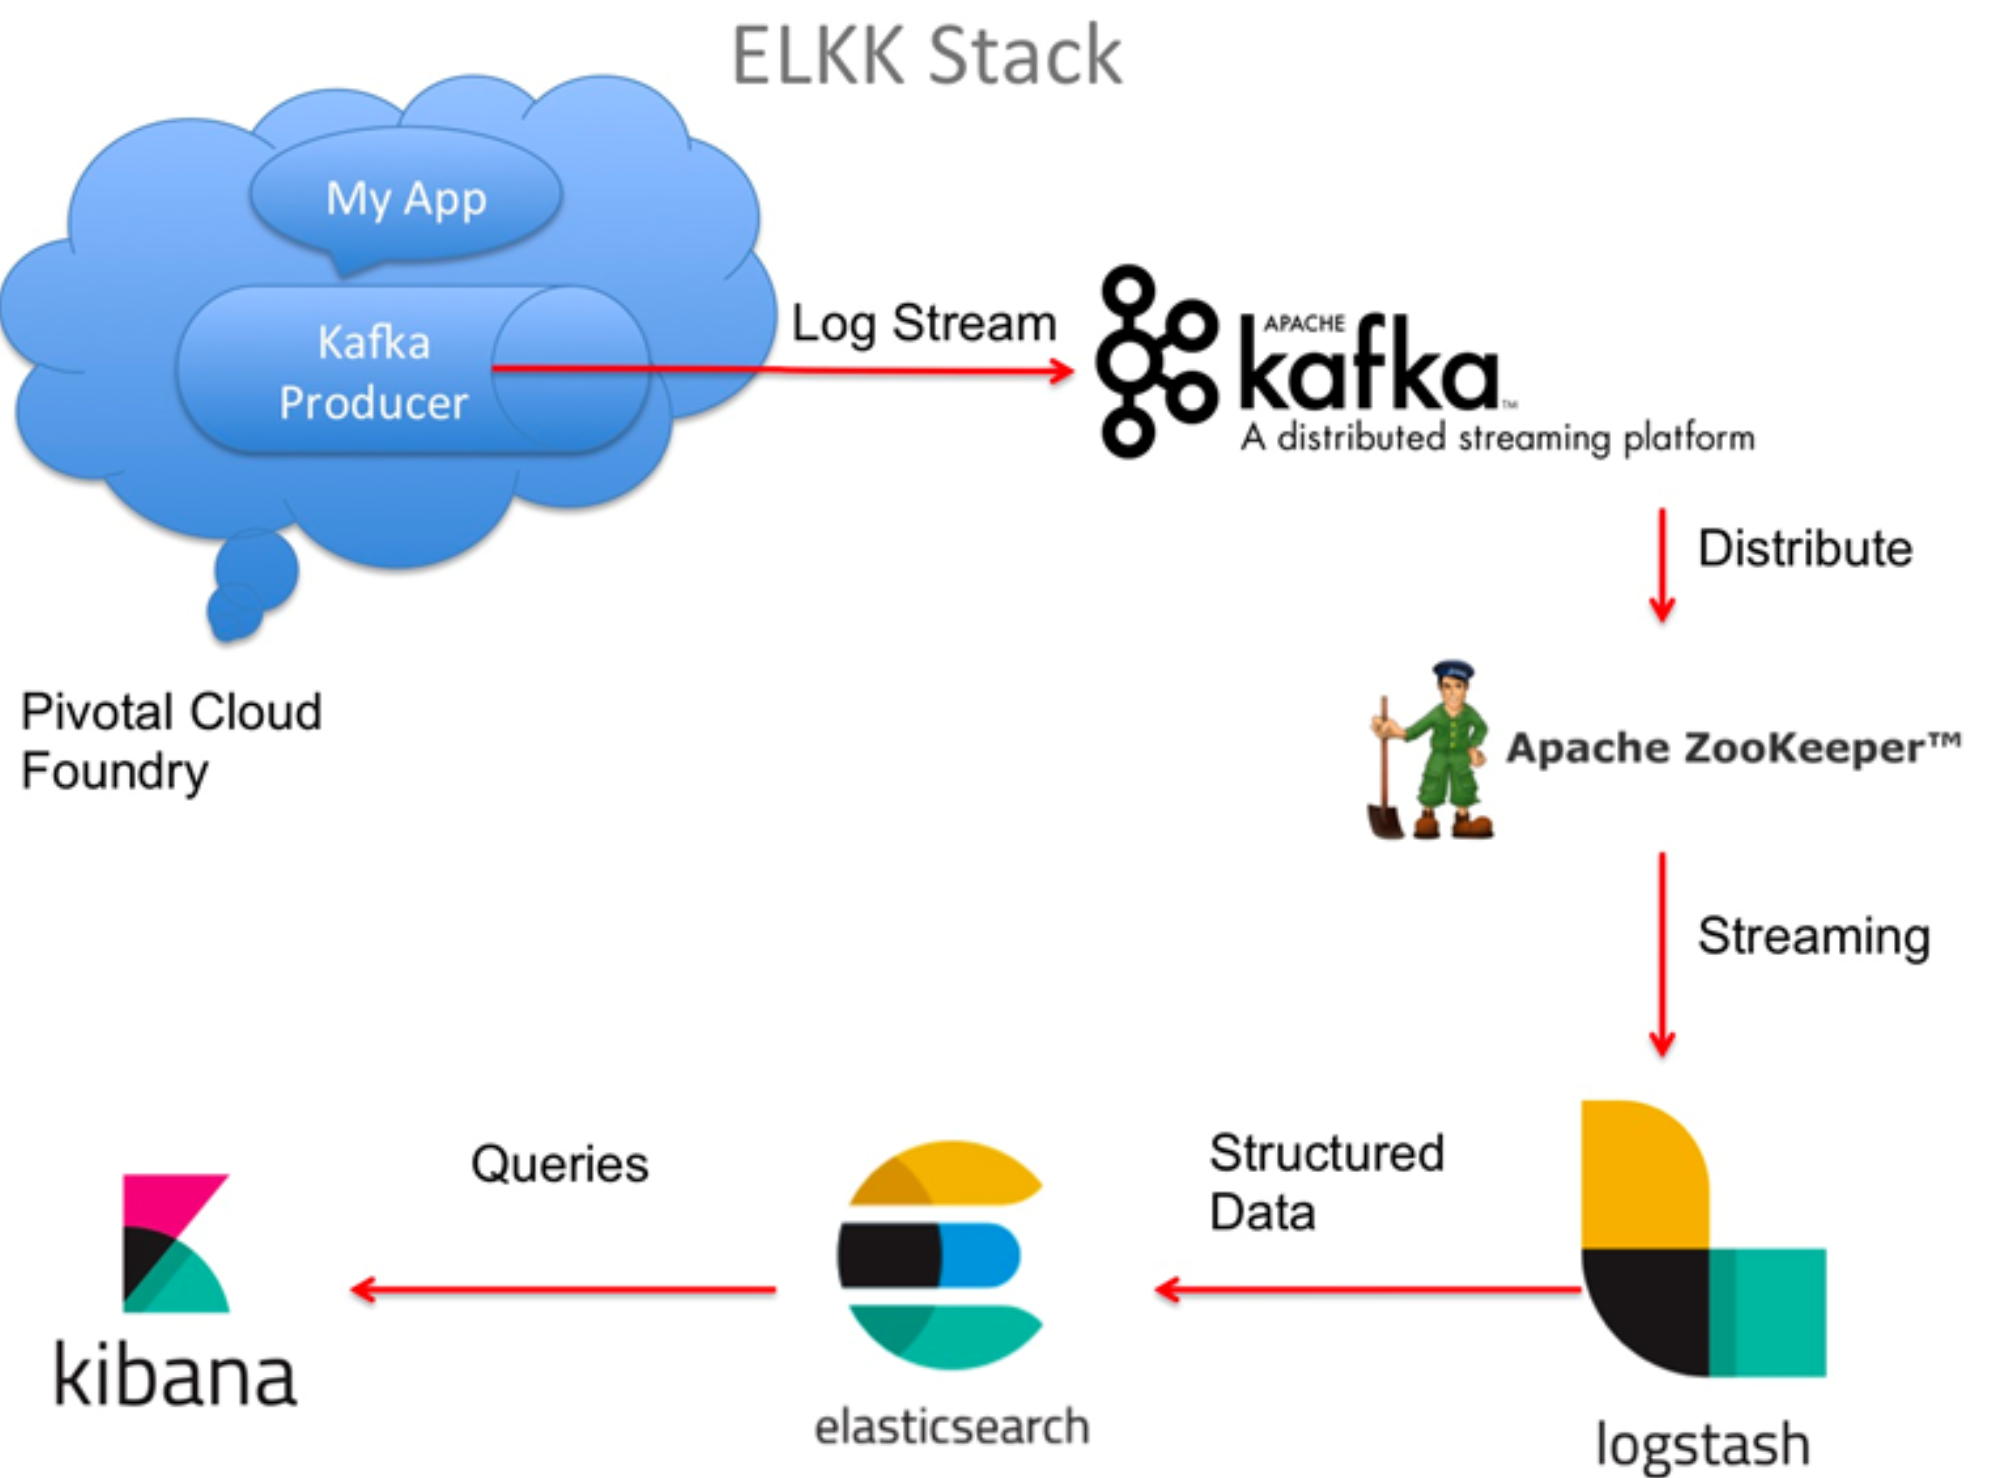 ELKK Stack
My App
Kafka
Producer
Log Stream
APACHE
kafka™
A distributed streaming platform
Distribute
Pivotal Cloud
Foundry
Apache ZooKeeper™
Streaming
Structured
Data
Queries
kibana
elasticsearch
logstash